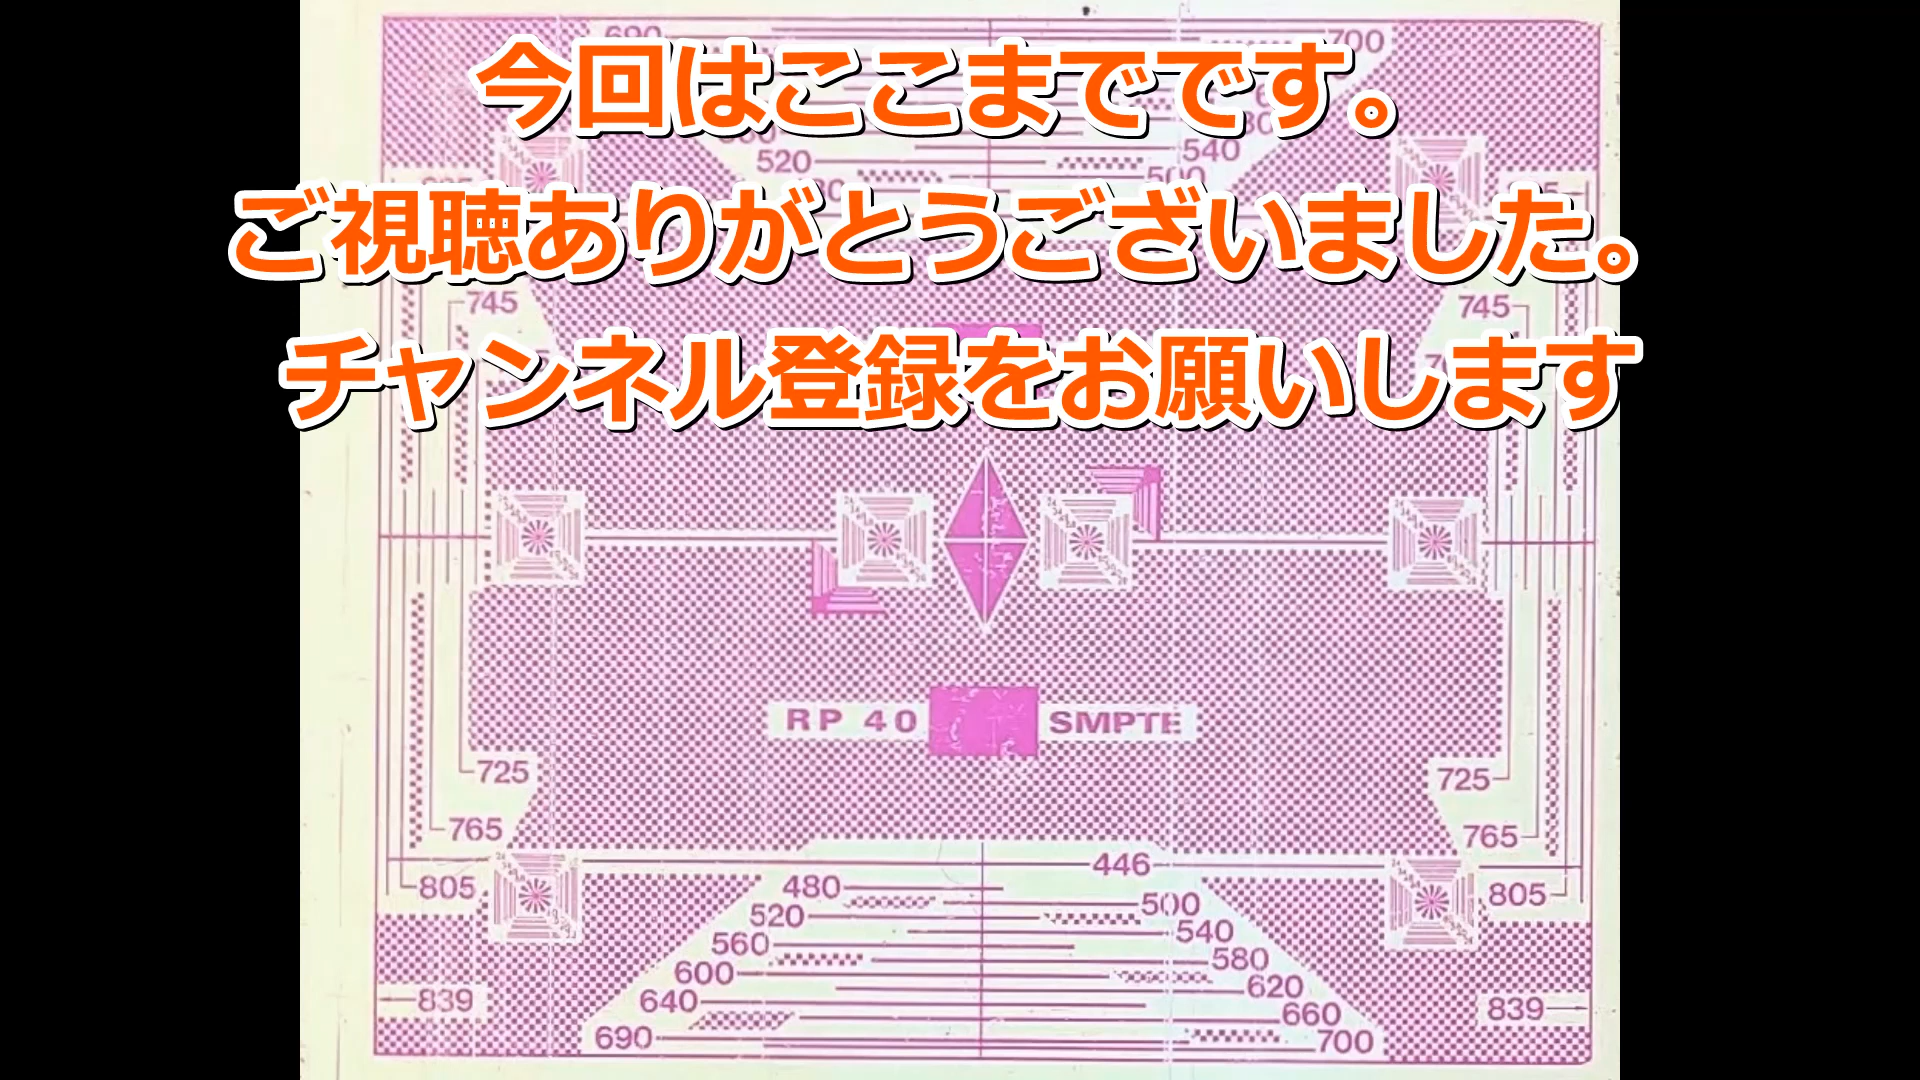 今回はここまでです。
ご視聴ありがとうございました。
チャンネル登録をお願いします
690 700
520 540
500
745 745
RP 40 SMPTE
725 725
765 765
446
805 480 500 805
520 540
560 580
600 620
839 640 660 839
690 700